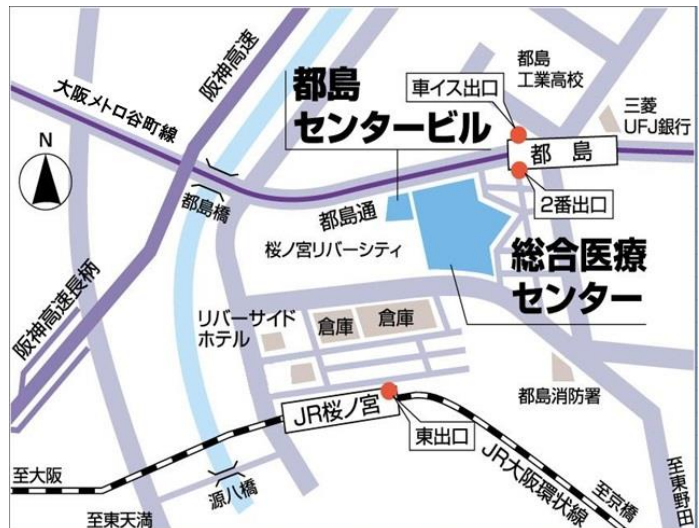 阪神高速
大阪メトロ谷町線
都島
センタービル
車イス出口
都島
工業高校
三菱
UFJ銀行
都島
2番出口
N
都島橋
都島通
桜ノ宮リバーシティ
総合医療
センター
阪神高速長柄
リバーサイド
ホテル
倉庫
倉庫
都島消防署
JR桜ノ宮
東出口
JR大阪環状線
至大阪
源八橋
至東天満
至京橋
至東野田